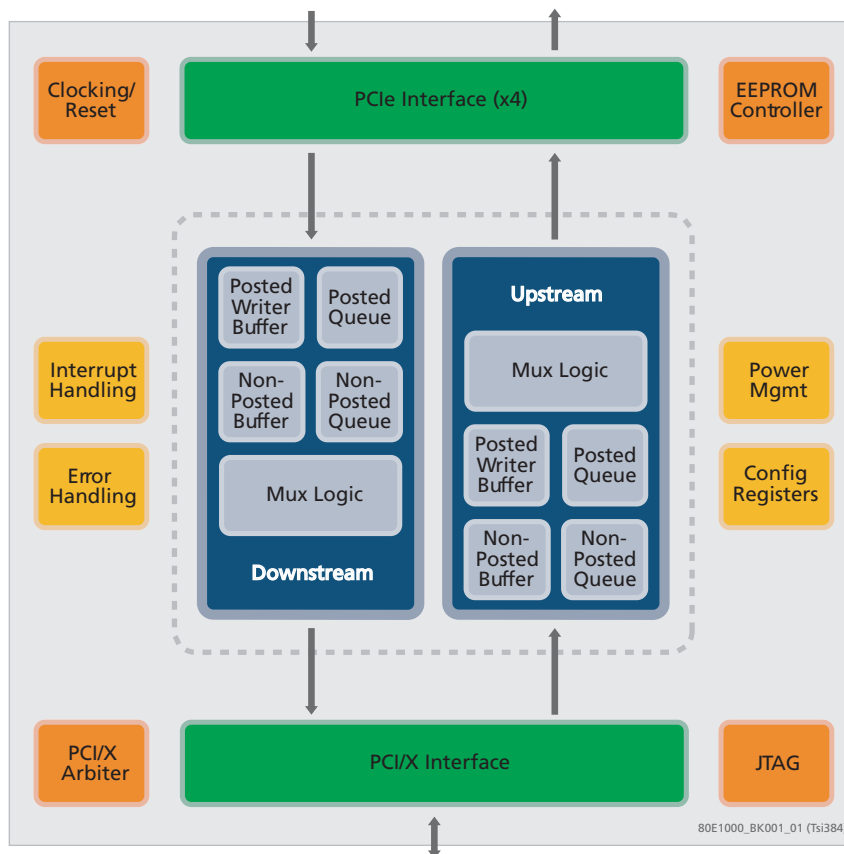 Clocking/
Reset
PCIe Interface (x4)
EEPROM
Controller
Posted
Writer
Buffer
Posted
Queue
Non-
Posted
Buffer
Non-
Posted
Queue
Mux Logic
Downstream
Upstream
Mux Logic
Posted
Writer
Buffer
Posted
Queue
Non-
Posted
Buffer
Non-
Posted
Queue
Interrupt
Handling
Error
Handling
Power
Mgmt
Config
Registers
PCI/X
Arbiter
PCI/X Interface
JTAG
80E1000_BK001_01 (Tsi384)